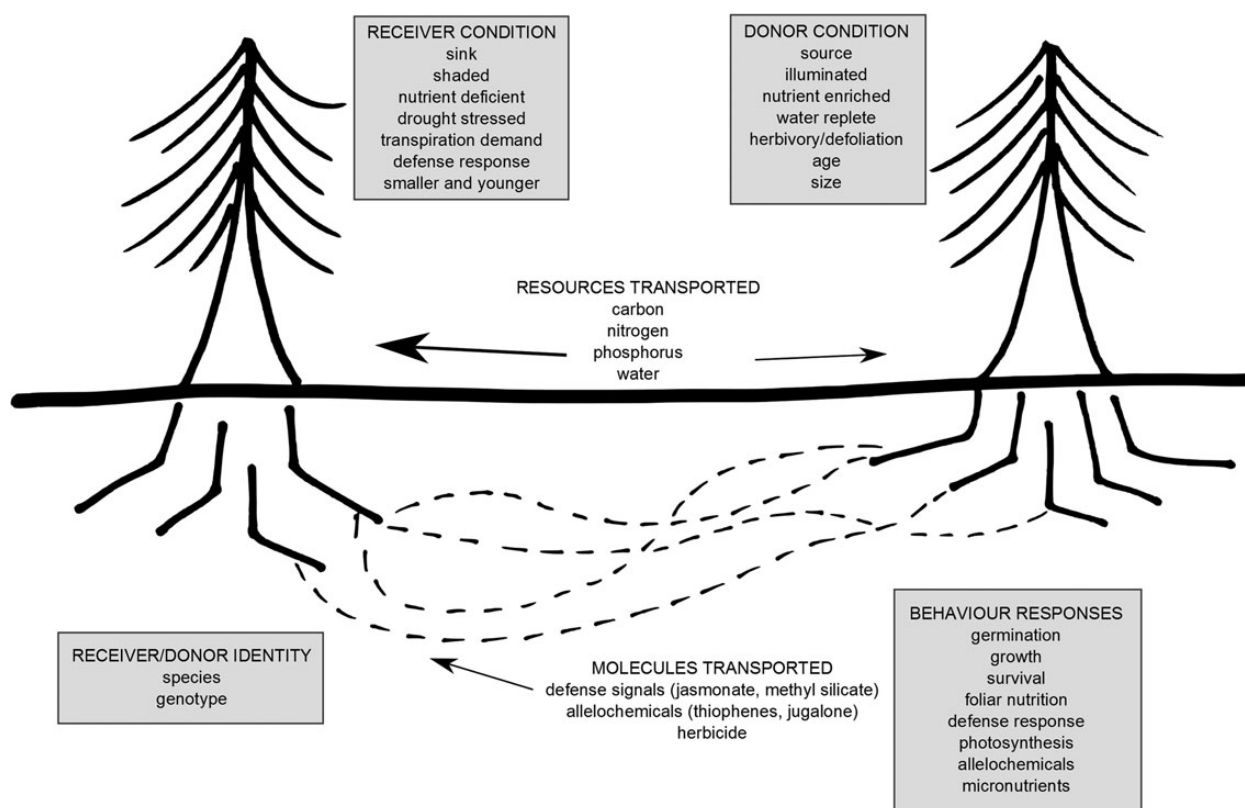 RECEIVER CONDITION
sink
shaded
nutrient deficient
drought stressed
transpiration demand
defense response
smaller and younger
DONOR CONDITION
source
illuminated
nutrient enriched
water replete
herbivory/defoliation
age
size
RESOURCES TRANSPORTED
carbon
nitrogen
phosphorus
water
RECEIVER/DONOR IDENTITY
species
genotype
MOLECULES TRANSPORTED
defense signals (jasmonate, methyl silicate)
allelochemicals (thiophenes, jugalone)
herbicide
BEHAVIOUR RESPONSES
germination
growth
survival
foliar nutrition
defense response
photosynthesis
allelochemicals
micronutrients